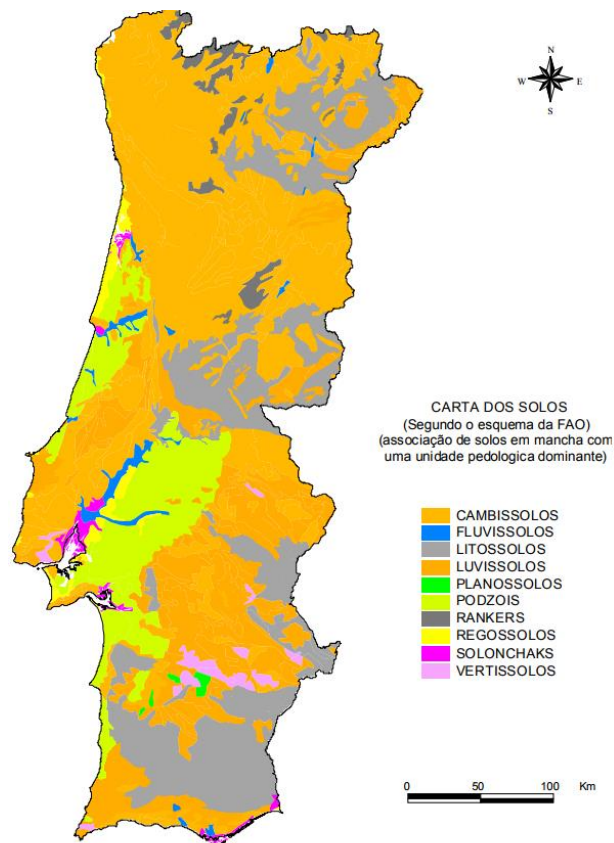 N
W E
S
CARTA DOS SOLOS
(Segundo o esquema da FAO)
(associação de solos em mancha com
uma unidade pedologica dominante)
CAMBISSOLOS
FLUVISSOLOS
LITOSSOLOS
LUVISSOLOS
PLANOSSOLOS
PODZOIS
RANKERS
REGOSSOLOS
SOLONCHAKS
VERTISSOLOS
0 50 100 Km